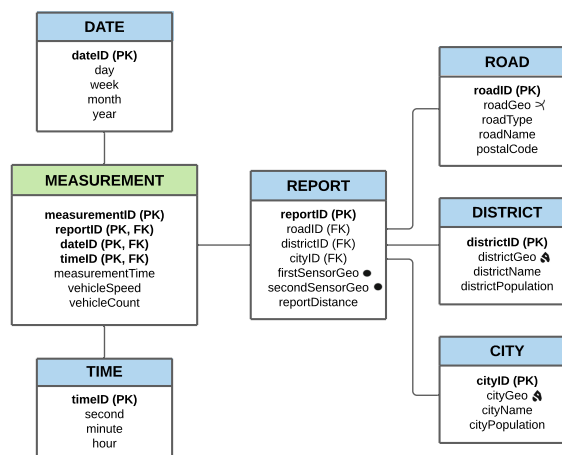 DATE
dateID (PK)
day
week
month
year
MEASUREMENT
measurementID (PK)
reportID (PK, FK)
dateID (PK, FK)
timeID (PK, FK)
measurementTime
vehicleSpeed
vehicleCount
TIME
timeID (PK)
second
minute
hour
REPORT
reportID (PK)
roadID (FK)
districtID (FK)
cityID (FK)
firstSensorGeo
secondSensorGeo
reportDistance
ROAD
roadID (PK)
roadGeo
roadType
roadName
postalCode
DISTRICT
districtID (PK)
districtGeo
districtName
districtPopulation
CITY
cityID (PK)
cityGeo
cityName
cityPopulation